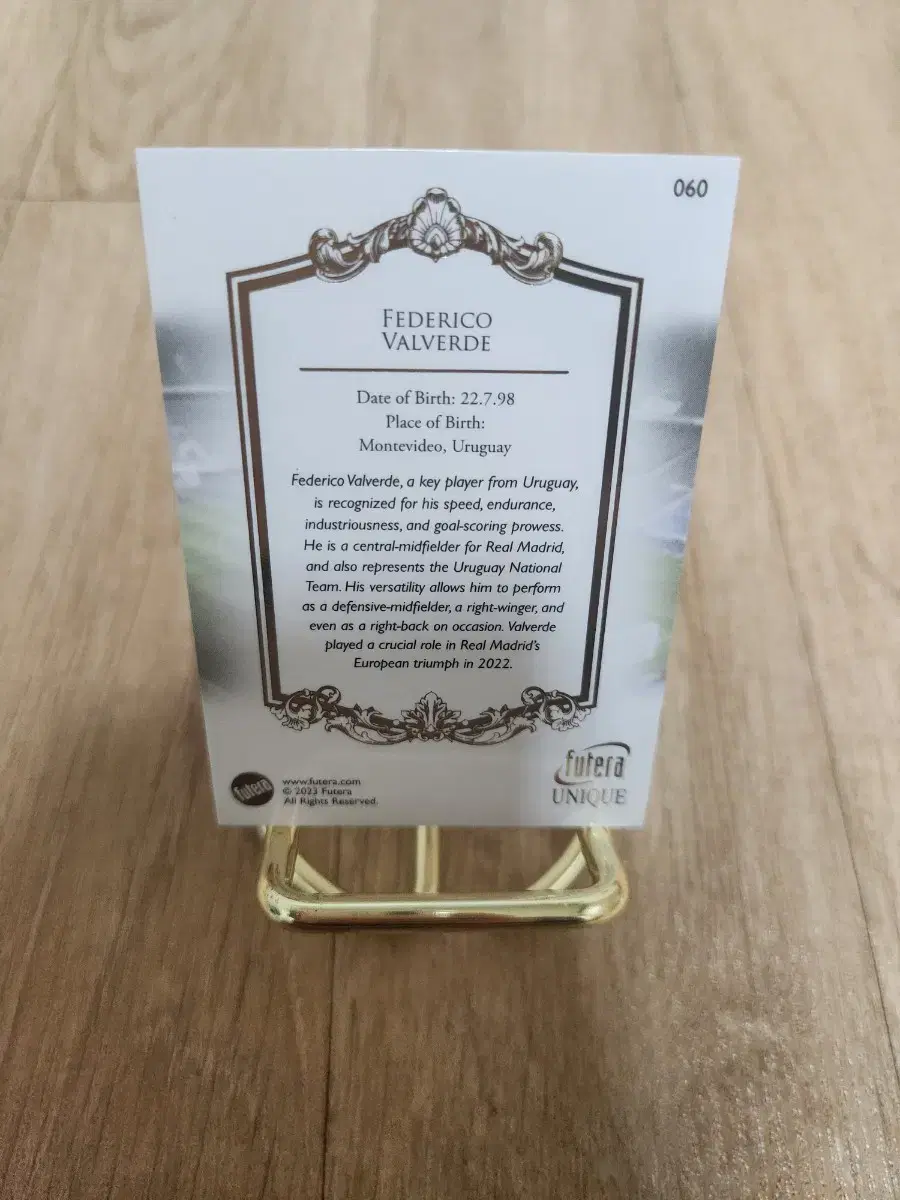 060
FEDERICO
VALVERDE
Date of Birth: 22.7.98
Place of Birth:
Montevideo, Uruguay
Federico Valverde, a key player from Uruguay,
is recognized for his speed, endurance,
industriousness, and goal-scoring prowess.
He is a central-midfielder for Real Madrid,
and also represents the Uruguay National
Team. His versatility allows him to perform
as a defensive-midfielder, a right-winger, and
even as a right-back on occasion. Valverde
played a crucial role in Real Madrid's
European triumph in 2022.
futera
www.futera.com
© 2023 Futera
All Rights Reserved.
futera
UNIQUE